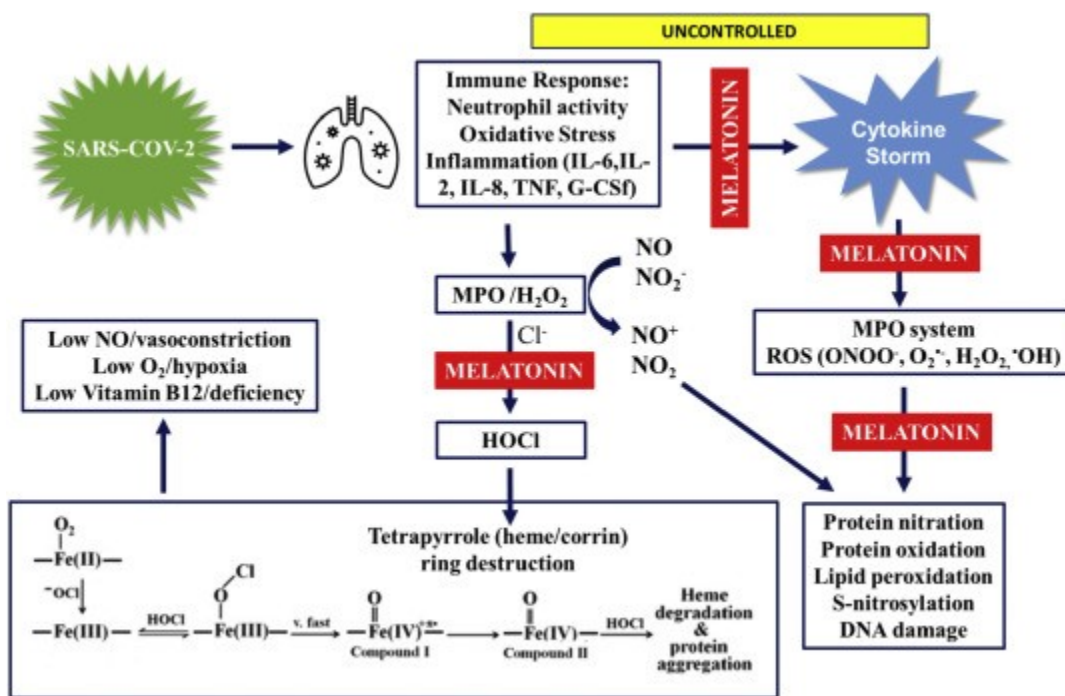 UNCONTROLLED
SARS-COV-2
Immune Response:
Neutrophil activity
Oxidative Stress
Inflammation (IL-6,IL-
2, IL-8, TNF, G-CSf)
MELATONIN
Cytokine
Storm
MELATONIN
MPO system
ROS (ONOO⁻, O₂•⁻, H₂O₂, •OH)
MELATONIN
Protein nitration
Protein oxidation
Lipid peroxidation
S-nitrosylation
DNA damage
MPO /H₂O₂
NO
NO₂⁻
NO⁺
NO₂
Cl⁻
MELATONIN
HOCl
Low NO/vasoconstriction
Low O₂/hypoxia
Low Vitamin B12/deficiency
Tetrapyrrole (heme/corrin)
ring destruction
O₂
Fe(II)
⁻OCl
Fe(III)
HOCl
Cl
O
Fe(III)
v. fast
O
Fe(IV)⁺π•
Compound I
O
Fe(IV)
Compound II
HOCl
Heme
degradation
&
protein
aggregation